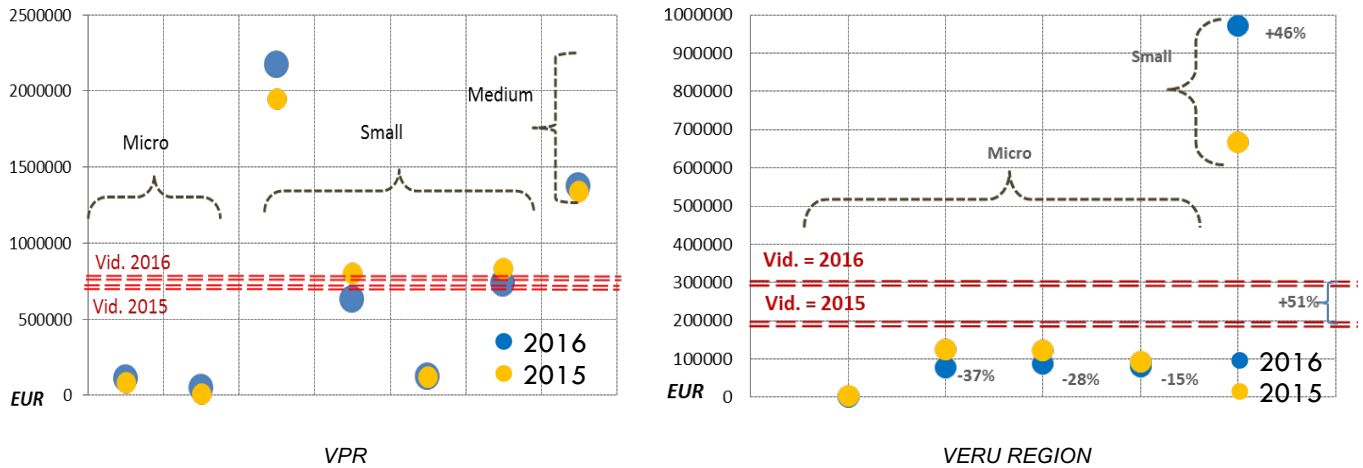 2500000
2000000
1500000
1000000
500000
0
EUR
Micro
Small
Medium
Vid. 2016
Vid. 2015
2016
2015
VPR
1000000
900000
800000
700000
600000
500000
400000
300000
200000
100000
0
EUR
Small
+46%
Micro
Vid. = 2016
Vid. = 2015
+51%
-37%
-28%
-15%
2016
2015
VERU REGION